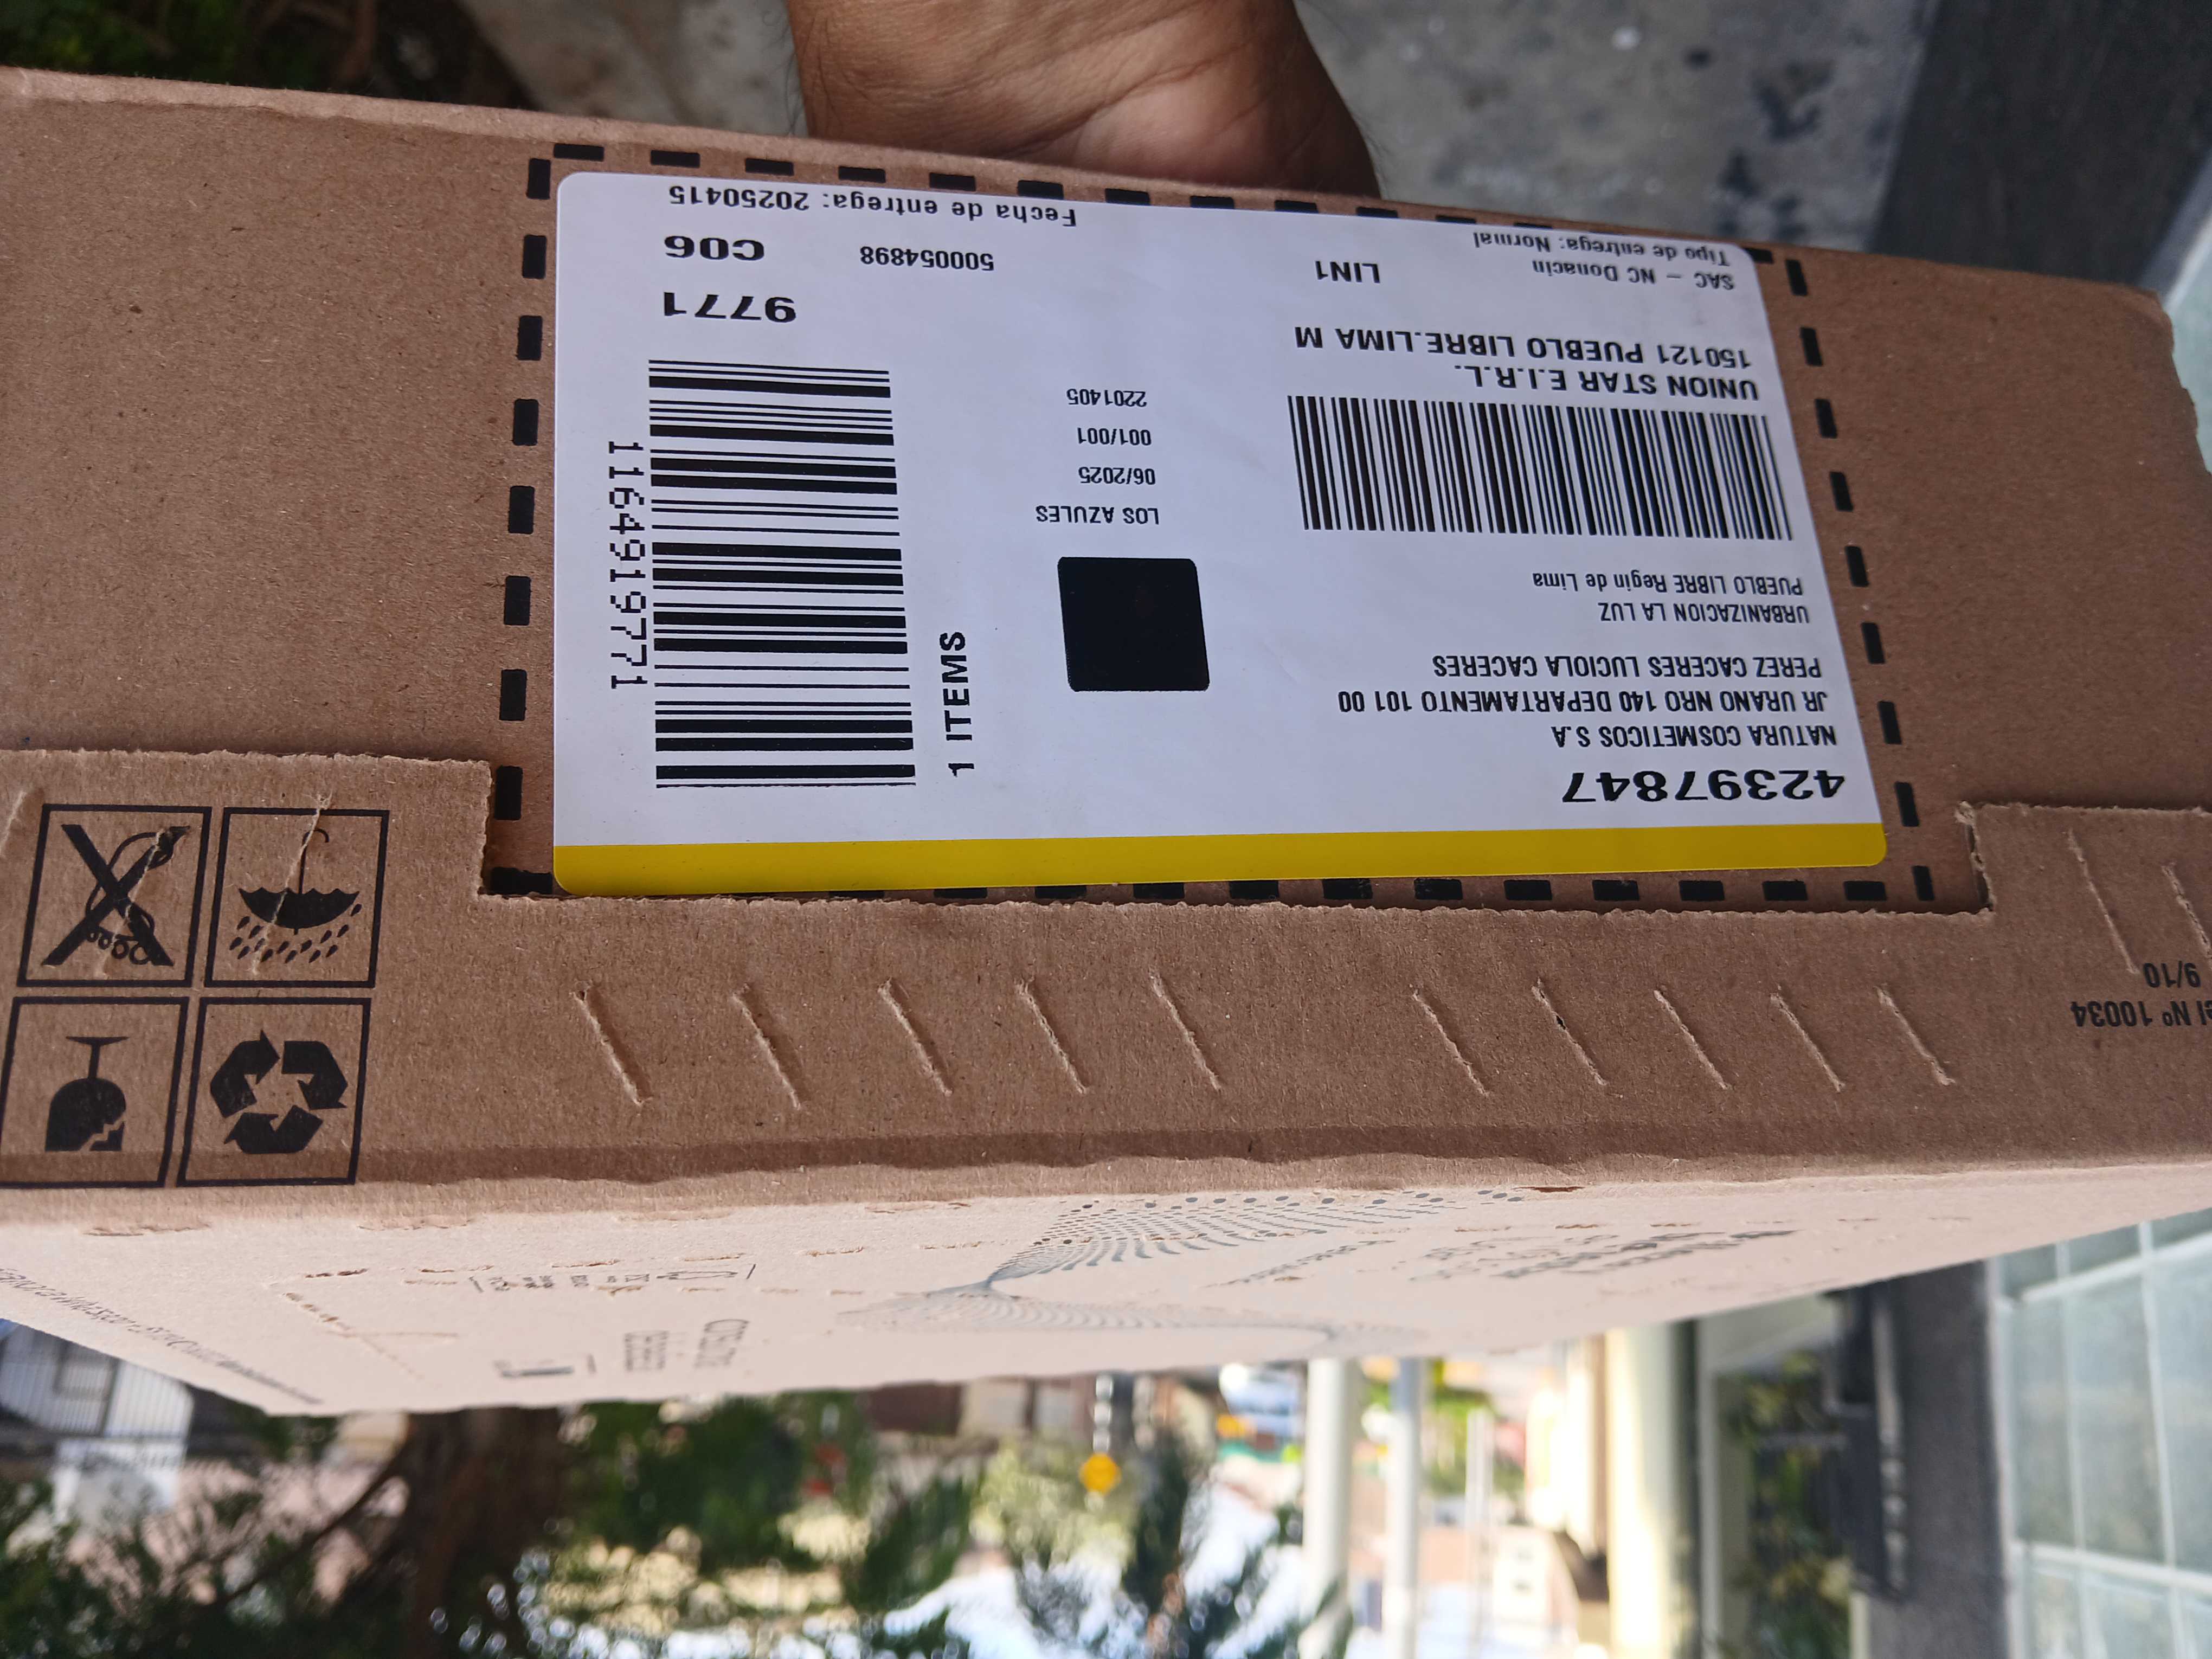 42397847
NATURA COSMETICOS S.A
JR URANO NRO 140 DEPARTAMENTO 101 00
PEREZ CACERES LUCIOLA CACERES
URBANIZACION LA LUZ
PUEBLO LIBRE Regin de Lima
UNION STAR E.I.R.L.
150121 PUEBLO LIBRE.LIMA M
SAC - NC Donacin
LIN1
Tipo de entrega: Normal
LOS AZULES
06/2025
001/001
2201405
1 ITEMS
1164919771
9771
500054898
C06
Fecha de entrega: 20250415
el Nº 10034
9/10